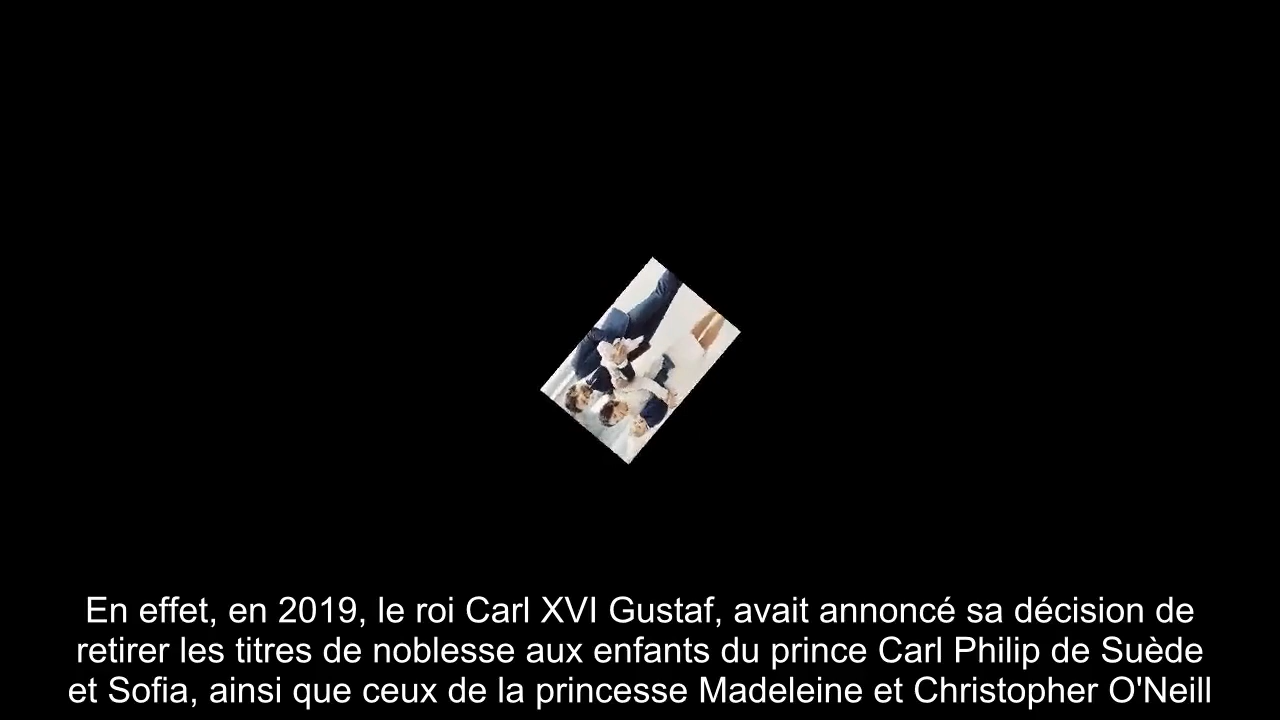 En effet, en 2019, le roi Carl XVI Gustaf, avait annoncé sa décision de
retirer les titres de noblesse aux enfants du prince Carl Philip de Suède
et Sofia, ainsi que ceux de la princesse Madeleine et Christopher O'Neill